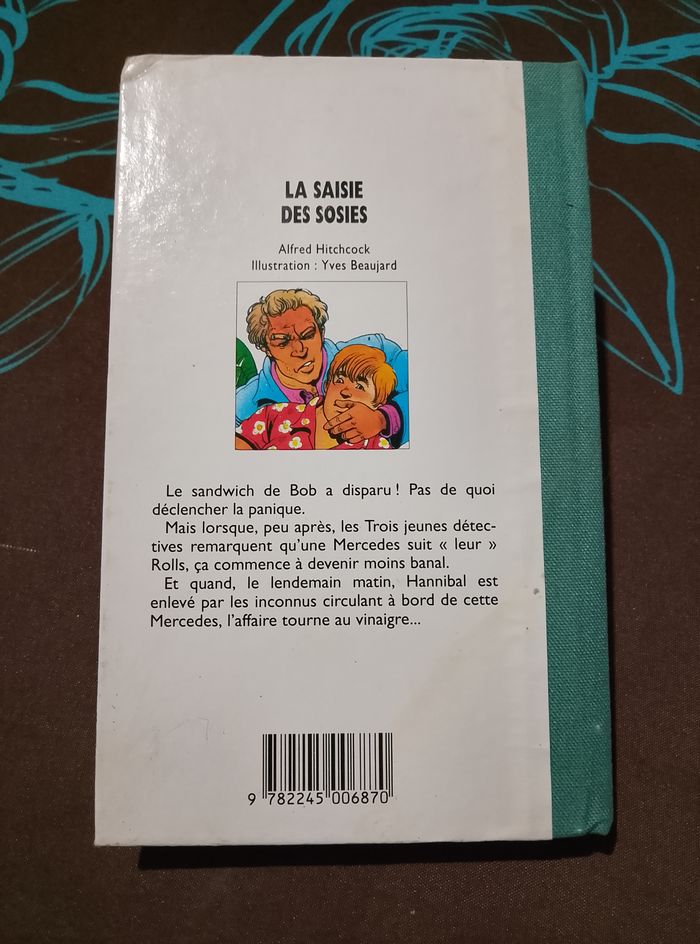 LA SAISIE
DES SOSIES
Alfred Hitchcock
Illustration : Yves Beaujard
Le sandwich de Bob a disparu ! Pas de quoi
déclencher la panique.
Mais lorsque, peu après, les Trois jeunes détec-
tives remarquent qu'une Mercedes suit « leur »
Rolls, ça commence à devenir moins banal.
Et quand, le lendemain matin, Hannibal est
enlevé par les inconnus circulant à bord de cette
Mercedes, l'affaire tourne au vinaigre...
9 782245 006870